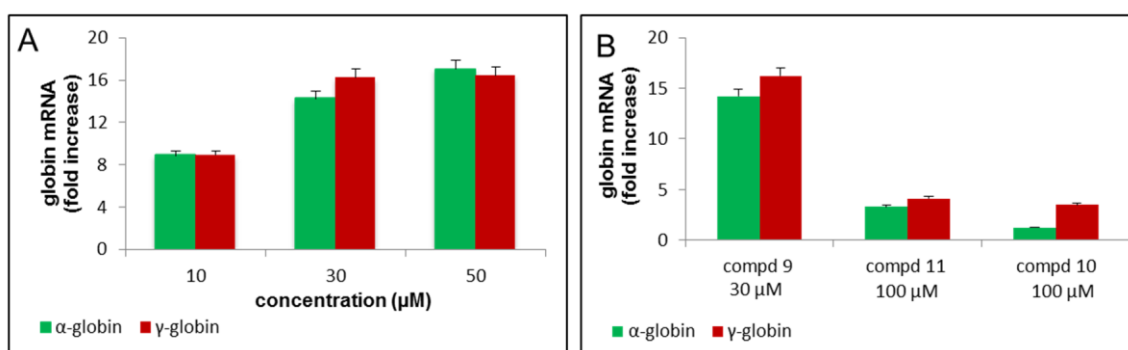 A
globin mRNA
(fold increase)
20
16
12
8
4
0
10 30 50
concentration (µM)
α-globin γ-globin
B
globin mRNA
(fold increase)
20
15
10
5
0
compd 9 compd 11 compd 10
30 µM 100 µM 100 µM
α-globin γ-globin